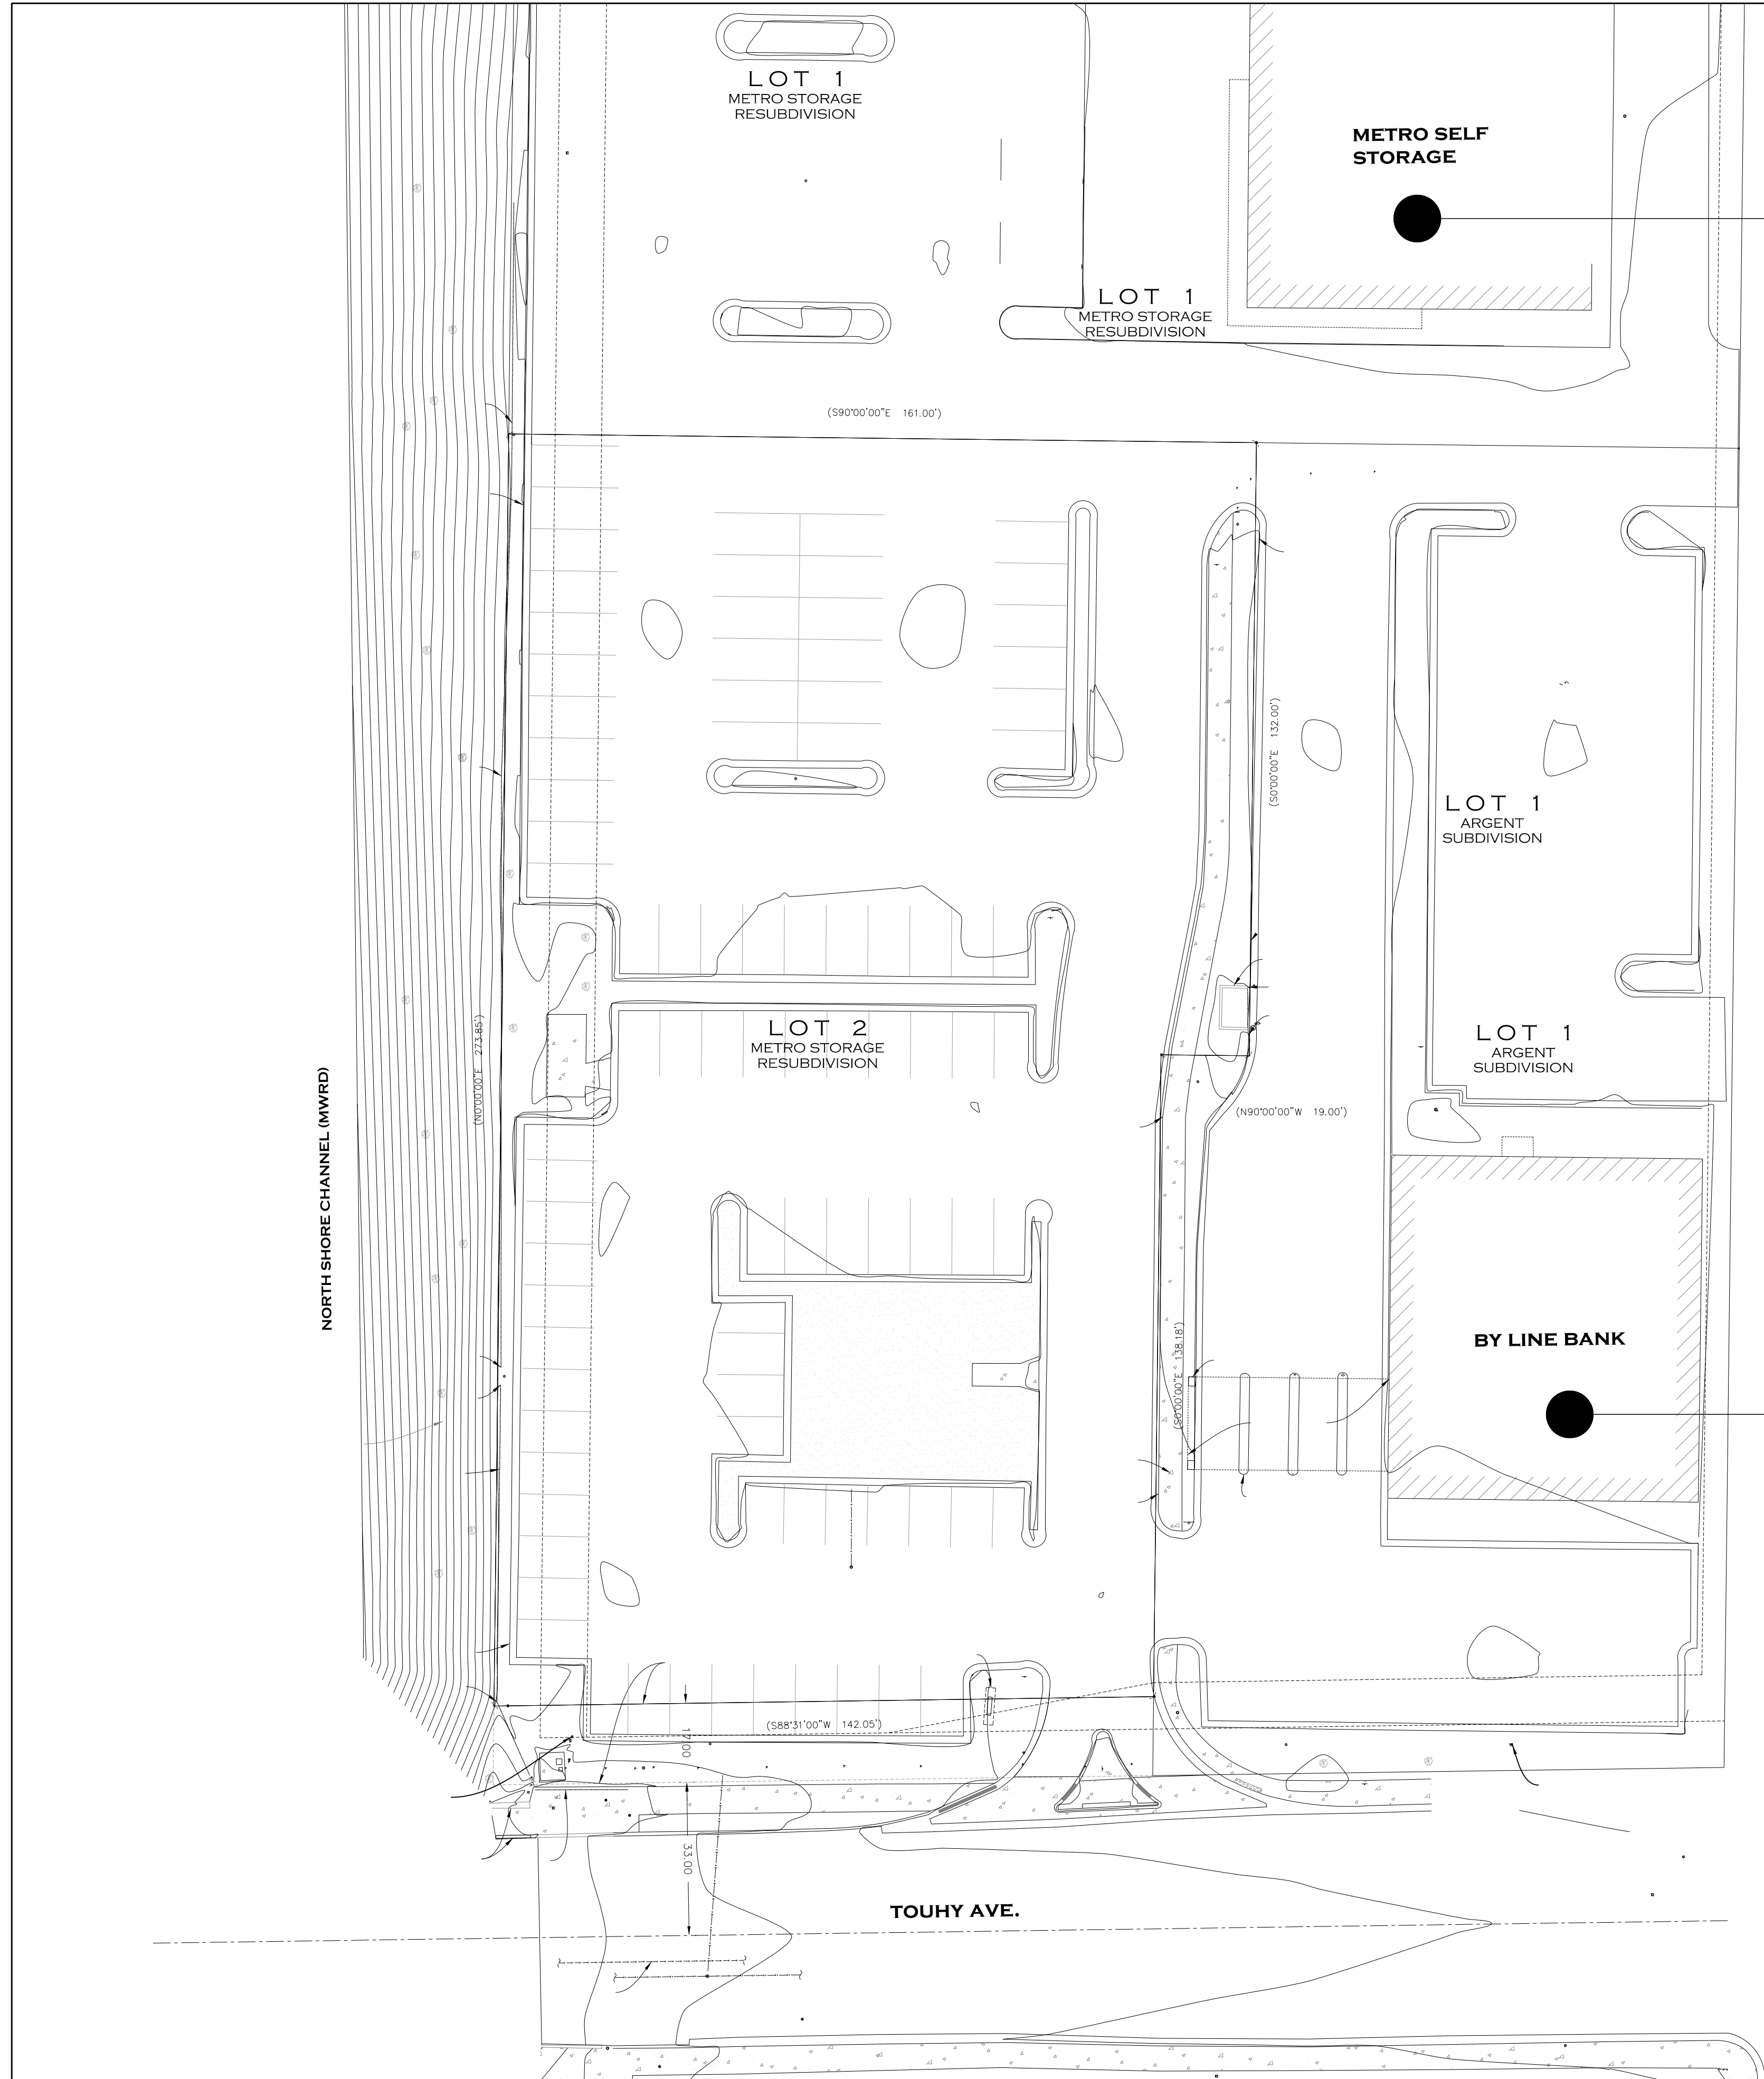 LOT 1
METRO STORAGE
RESUBDIVISION
METRO SELF
STORAGE
LOT 1
METRO STORAGE
RESUBDIVISION
(S90°00'00"E 161.00')
(S0°00'00"E 132.00')
LOT 1
ARGENT
SUBDIVISION
LOT 2
METRO STORAGE
RESUBDIVISION
LOT 1
ARGENT
SUBDIVISION
(N0°00'00"E 273.85')
NORTH SHORE CHANNEL (MWRD)
(N90°00'00"W 19.00')
(S0°00'00"E 138.18')
BY LINE BANK
(S88°31'00"W 142.05')
17.00
33.00
TOUHY AVE.